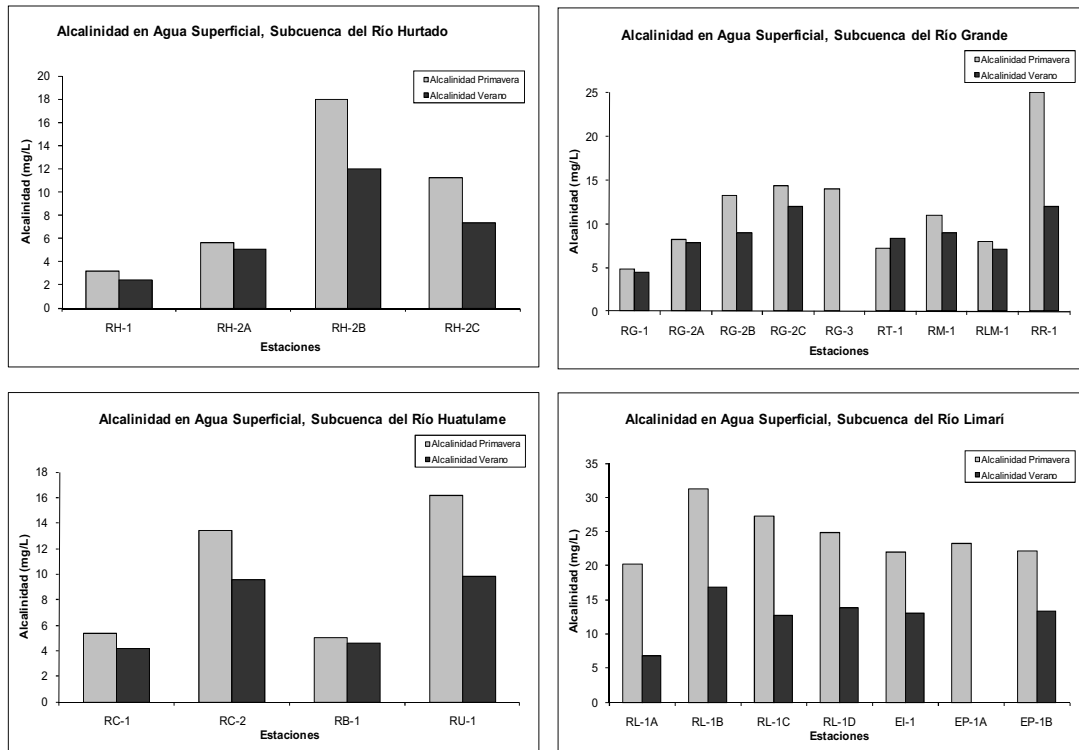 Alcalinidad en Agua Superficial, Subcuenca del Río Hurtado
Alcalinidad Primavera
Alcalinidad Verano
Alcalinidad (mg/L)
20
18
16
14
12
10
8
6
4
2
0
RH-1 RH-2A RH-2B RH-2C
Estaciones
Alcalinidad en Agua Superficial, Subcuenca del Río Grande
Alcalinidad Primavera
Alcalinidad Verano
Alcalinidad (mg/L)
25
20
15
10
5
0
RG-1 RG-2A RG-2B RG-2C RG-3 RT-1 RM-1 RLM-1 RR-1
Estaciones
Alcalinidad en Agua Superficial, Subcuenca del Río Huatulame
Alcalinidad Primavera
Alcalinidad Verano
Alcalinidad (mg/L)
18
16
14
12
10
8
6
4
2
0
RC-1 RC-2 RB-1 RU-1
Estaciones
Alcalinidad en Agua Superficial, Subcuenca del Río Limarí
Alcalinidad Primavera
Alcalinidad Verano
Alcalinidad (mg/L)
35
30
25
20
15
10
5
0
RL-1A RL-1B RL-1C RL-1D EI-1 EP-1A EP-1B
Estaciones